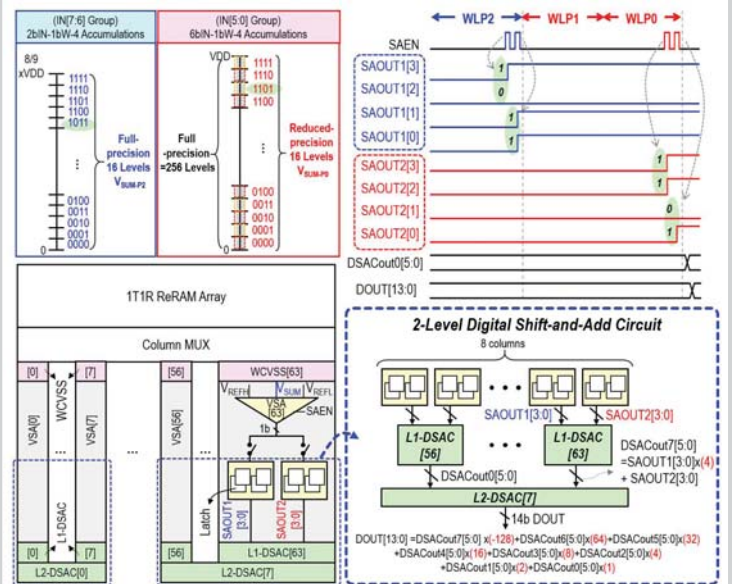 (IN[7:6] Group)
2bIN-1bW-4 Accumulations
8/9
xVDD
1111
1110
1101
1100
1011
Full-
precision
16 Levels
VSUM-P2
...
0100
0011
0010
0001
0000
0
(IN[5:0] Group)
6bIN-1bW-4 Accumulations
VDD
1111
1110
1101
1100
Full
-precision-
=256 Levels
...
Reduced-
precision
16 Levels
VSUM-P0
0100
0011
0010
0001
0000
0
WLP2 WLP1 WLP0
SAEN
SAOUT1[3] 1
SAOUT1[2] 0
SAOUT1[1] 1
SAOUT1[0] 1
SAOUT2[3] 1
SAOUT2[2] 1
SAOUT2[1] 0
SAOUT2[0] 1
DSACout0[5:0]
DOUT[13:0]
1T1R ReRAM Array
Column MUX
[0] WCVSS [7] [56] WCVSS[63]
VREFH VSUM VREFL
VSA[0] VSA[7] VSA[56]
VSA
[63]
SAEN
1b
... ... ...
Latch
SAOUT1
[3:0]
SAOUT2
[3:0]
[0] L1-DSAC [7] [56] L1-DSAC[63]
L2-DSAC[0] ... L2-DSAC[7]
2-Level Digital Shift-and-Add Circuit
8 columns
SAOUT1[3:0] SAOUT2[3:0]
L1-DSAC
[56]
L1-DSAC
[63]
DSACout7[5:0]
=SAOUT1[3:0]x(4)
+ SAOUT2[3:0]
DSACout0[5:0]
L2-DSAC[7]
14b DOUT
DOUT[13:0] =DSACout7[5:0] x(-128)+DSACout6[5:0]x(64)+DSACout5[5:0]x(32)
+DSACout4[5:0]x(16)+DSACout3[5:0]x(8)+DSACout2[5:0]x(4)
+DSACout1[5:0]x(2)+DSACout0[5:0]x(1)